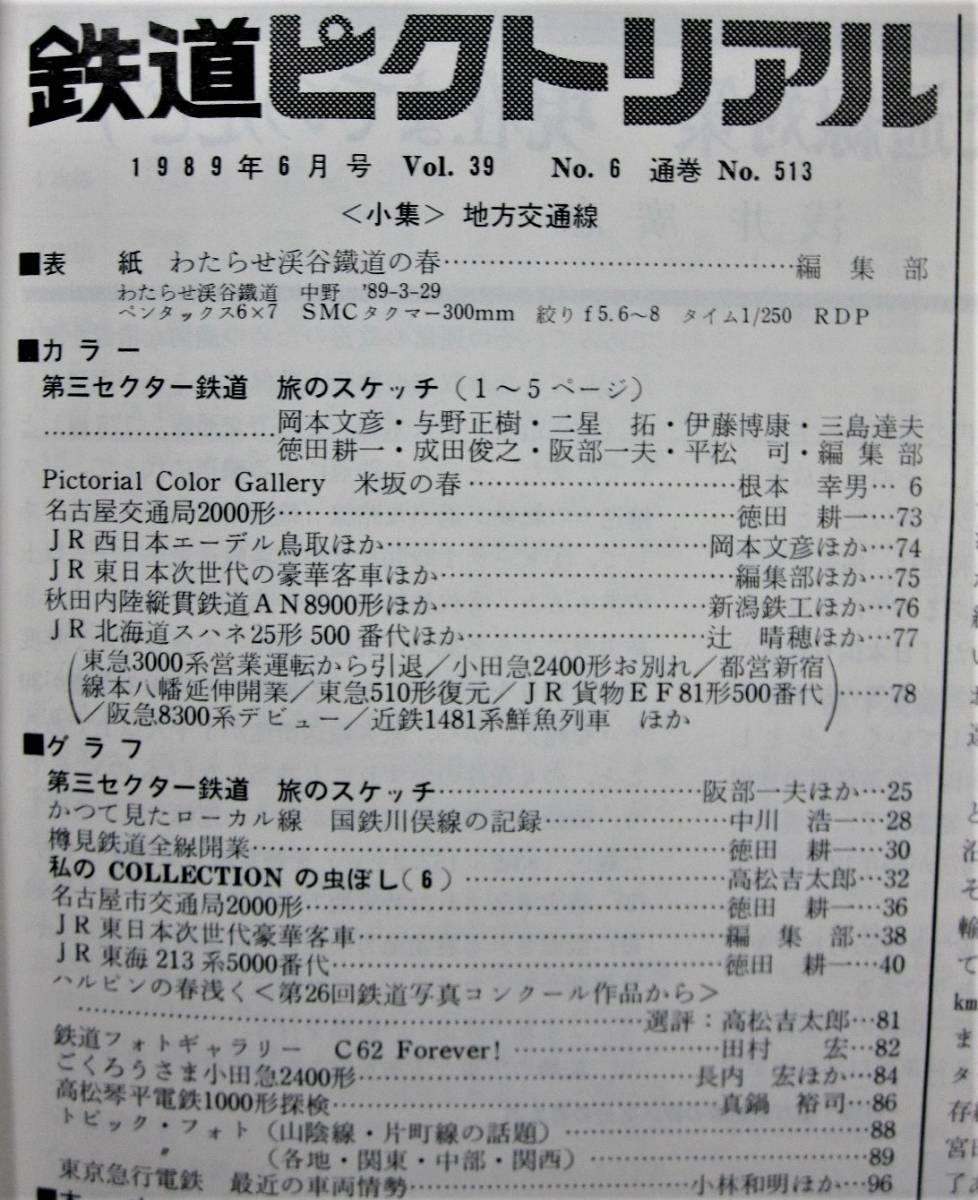 鉄道ピクトリアル
1989年6月号 Vol. 39 No. 6 通巻 No. 513
＜小集＞ 地方交通線
■表 紙 わたらせ渓谷鐵道の春……………………………編 集 部
わたらせ渓谷鐵道 中野 '89-3-29
ペンタックス6×7 SMCタクマー300mm 絞りf5.6〜8 タイム1/250 RDP
■カラー
第三セクター鉄道 旅のスケッチ（1〜5ページ）
…………………岡本文彦・与野正樹・二星 拓・伊藤博康・三島達夫
徳田耕一・成田俊之・阪部一夫・平松 司・編集部
Pictorial Color Gallery 米坂の春……………………根本 幸男… 6
名古屋交通局2000形……………………………………徳田 耕一…73
JR西日本エーデル鳥取ほか…………………………岡本文彦ほか…74
JR東日本次世代の豪華客車ほか………………………編集部ほか…75
秋田内陸縦貫鉄道AN8900形ほか……………………新潟鉄工ほか…76
JR北海道スハネ25形500番代ほか……………………辻 晴穂ほか…77
（東急3000系営業運転から引退／小田急2400形お別れ／都営新宿
線本八幡延伸開業／東急510形復元／JR貨物EF81形500番代……78
／阪急8300系デビュー／近鉄1481系鮮魚列車 ほか）
■グラフ
第三セクター鉄道 旅のスケッチ………………………阪部一夫ほか…25
かつて見たローカル線 国鉄川俣線の記録………………中川 浩一…28
樽見鉄道全線開業…………………………………………徳田 耕一…30
私の COLLECTION の虫ぼし(6)………………………高松吉太郎…32
名古屋市交通局2000形……………………………………徳田 耕一…36
JR東日本次世代豪華客車…………………………………編 集 部…38
JR東海213系5000番代……………………………………徳田 耕一…40
ハルピンの春浅く＜第26回鉄道写真コンクール作品から＞
………………………………………………選評：高松吉太郎…81
鉄道フォトギャラリー C62 Forever!…………………田村 宏…82
ごくろうさま小田急2400形……………………………長内 宏ほか…84
高松琴平電鉄1000形探検…………………………………真鍋 裕司…86
トピック・フォト（山陰線・片町線の話題）………………………88
〃 （各地・関東・中部・関西）………………………89
東京急行電鉄 最近の車両情勢………………………小林和明ほか…96